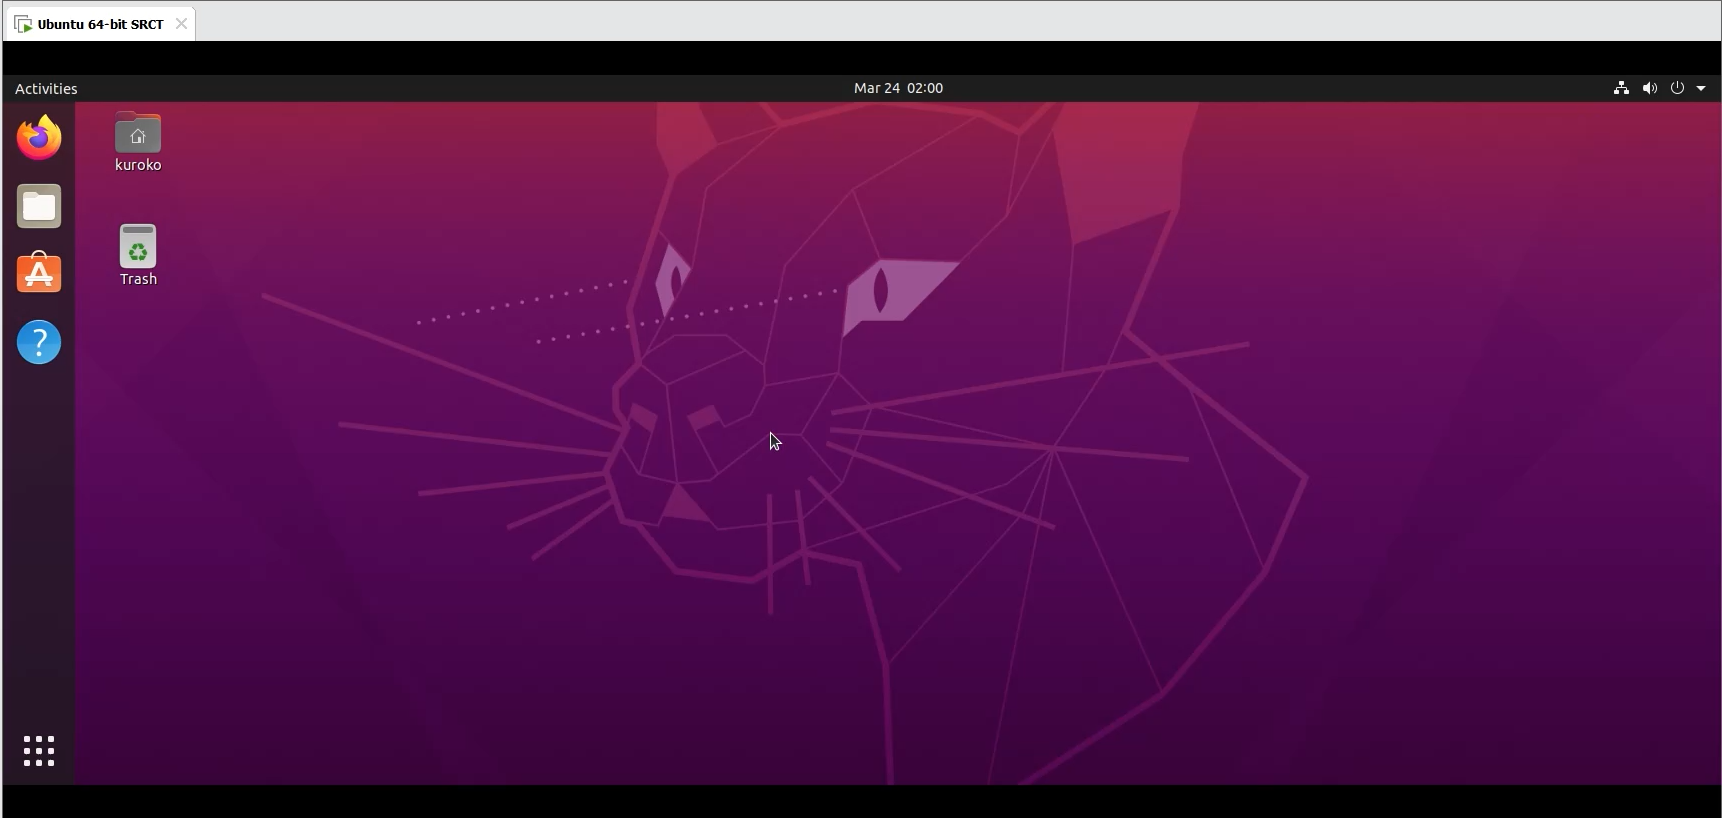 Ubuntu 64-bit SRCT
Activities
Mar 24 02:00
kuroko
Trash